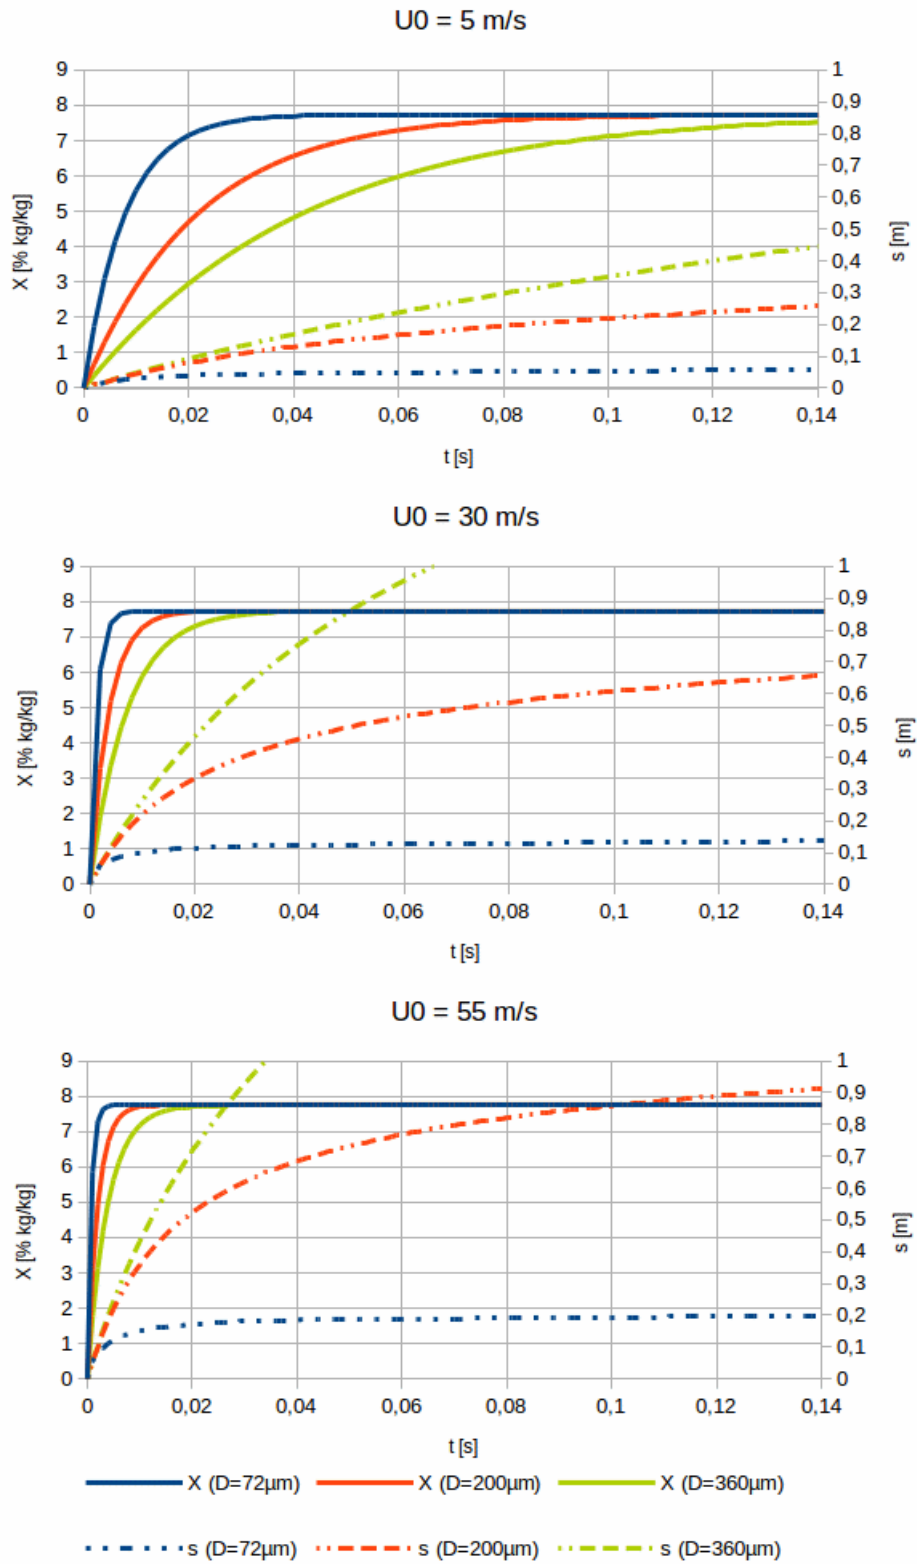 U0 = 5 m/s
9 1
8 0,9
7 0,8
6 0,7
5 0,6
4 0,5
3 0,4
2 0,3
1 0,2
0 0,1
0
X [% kg/kg]
s [m]
0 0,02 0,04 0,06 0,08 0,1 0,12 0,14
t [s]
U0 = 30 m/s
9 1
8 0,9
7 0,8
6 0,7
5 0,6
4 0,5
3 0,4
2 0,3
1 0,2
0 0,1
0
X [% kg/kg]
s [m]
0 0,02 0,04 0,06 0,08 0,1 0,12 0,14
t [s]
U0 = 55 m/s
9 1
8 0,9
7 0,8
6 0,7
5 0,6
4 0,5
3 0,4
2 0,3
1 0,2
0 0,1
0
X [% kg/kg]
s [m]
0 0,02 0,04 0,06 0,08 0,1 0,12 0,14
t [s]
X (D=72µm) X (D=200µm) X (D=360µm)
s (D=72µm) s (D=200µm) s (D=360µm)